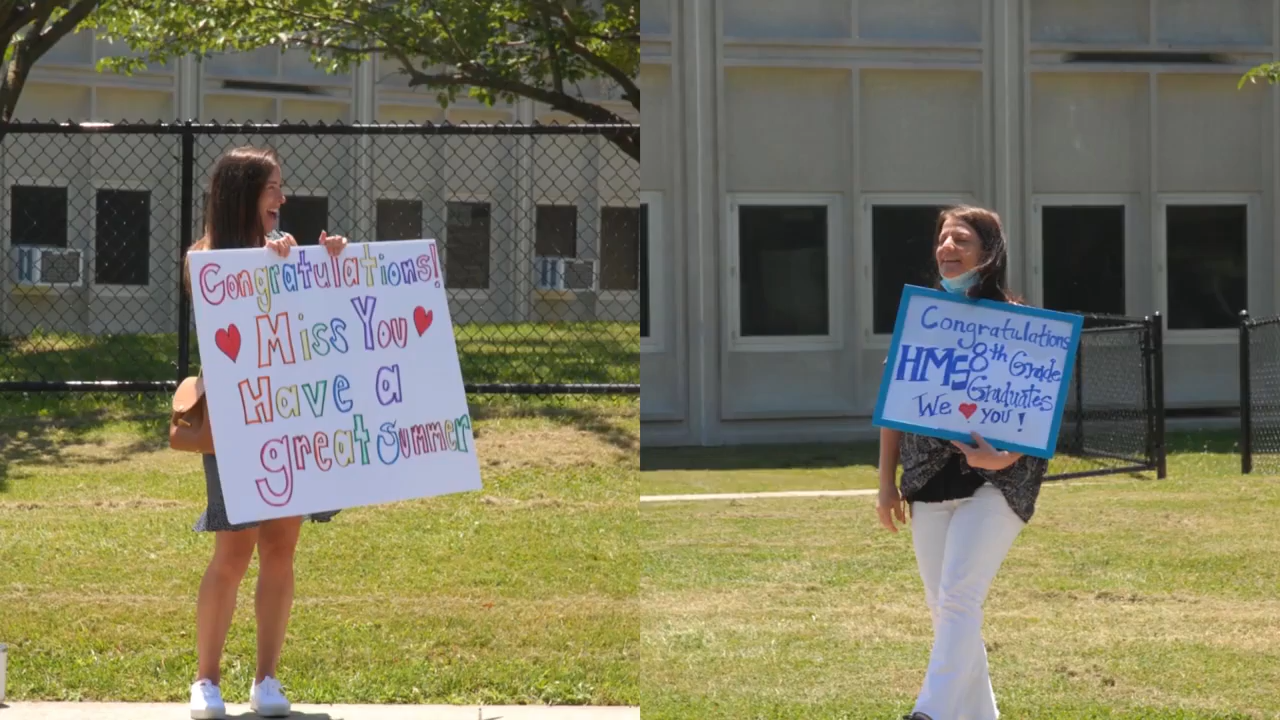 Congratulations!
Miss You
Have a
great summer
Congratulations
HMS 8th Grade
Graduates
We ❤ you!